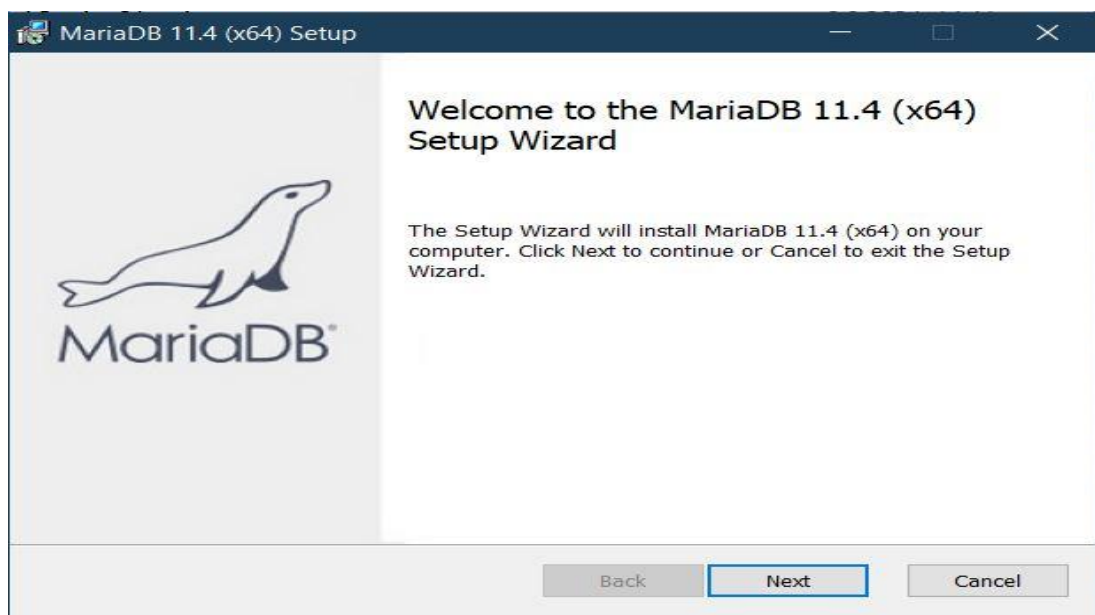 MariaDB 11.4 (x64) Setup
Welcome to the MariaDB 11.4 (x64)
Setup Wizard
The Setup Wizard will install MariaDB 11.4 (x64) on your
computer. Click Next to continue or Cancel to exit the Setup
Wizard.
MariaDB®
Back Next Cancel